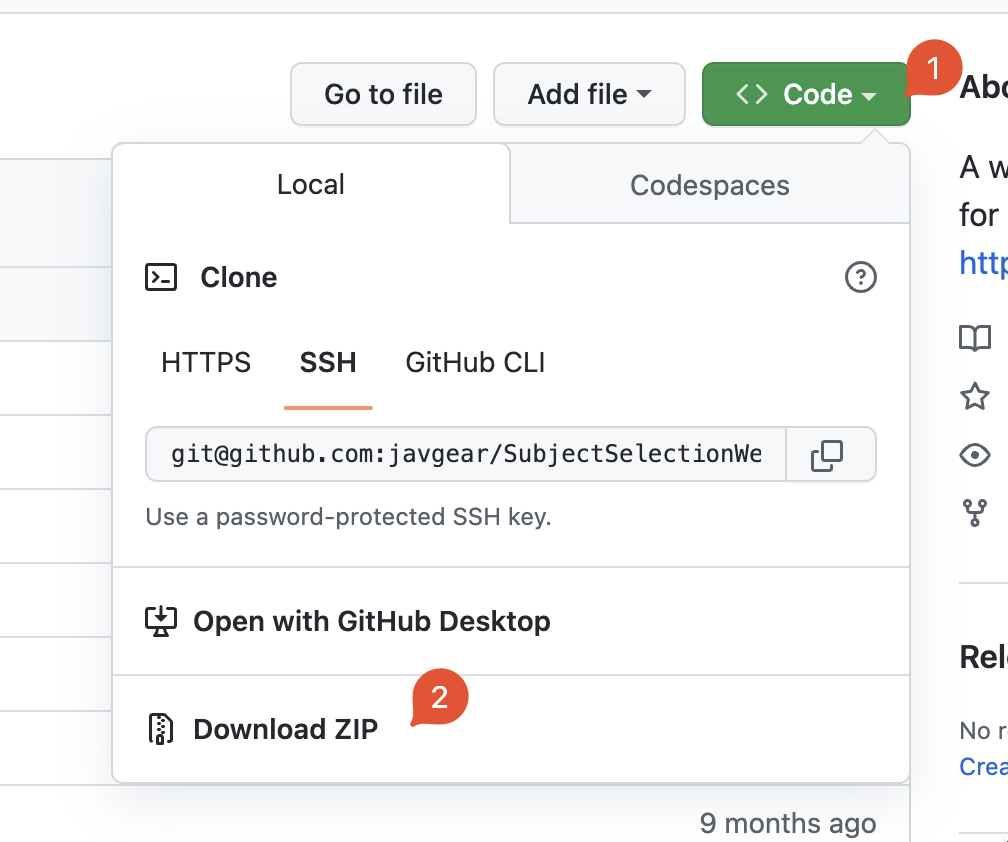 Go to file
Add file
Code
1
Local
Codespaces
Clone
HTTPS
SSH
GitHub CLI
git@github.com:javgear/SubjectSelectionWe
Use a password-protected SSH key.
Open with GitHub Desktop
2
Download ZIP
9 months ago
Abo
A w
for
http
Rel
No r
Crea